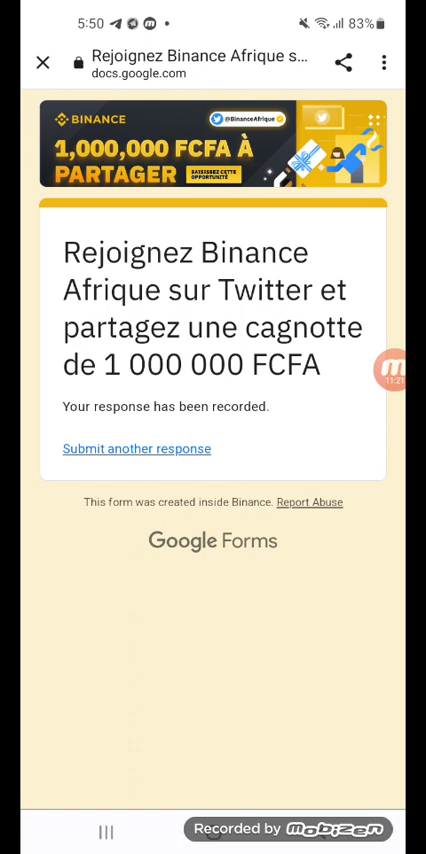 5:50
83%
Rejoignez Binance Afrique s...
docs.google.com
BINANCE
@BinanceAfrique
1,000,000 FCFA À
PARTAGER
SAISISSEZ CETTE
OPPORTUNITÉ
Rejoignez Binance
Afrique sur Twitter et
partagez une cagnotte
de 1 000 000 FCFA
11:21
Your response has been recorded.
Submit another response
This form was created inside Binance. Report Abuse
Google Forms
Recorded by MOBIZEN